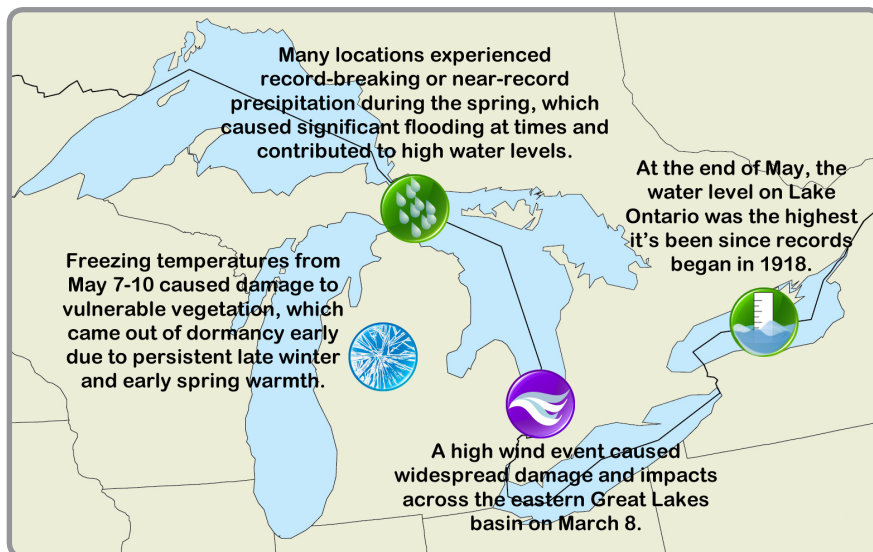 Many locations experienced
record-breaking or near-record
precipitation during the spring, which
caused significant flooding at times and
contributed to high water levels.
At the end of May, the
water level on Lake
Ontario was the highest
it's been since records
began in 1918.
Freezing temperatures from
May 7-10 caused damage to
vulnerable vegetation, which
came out of dormancy early
due to persistent late winter
and early spring warmth.
A high wind event caused
widespread damage and impacts
across the eastern Great Lakes
basin on March 8.